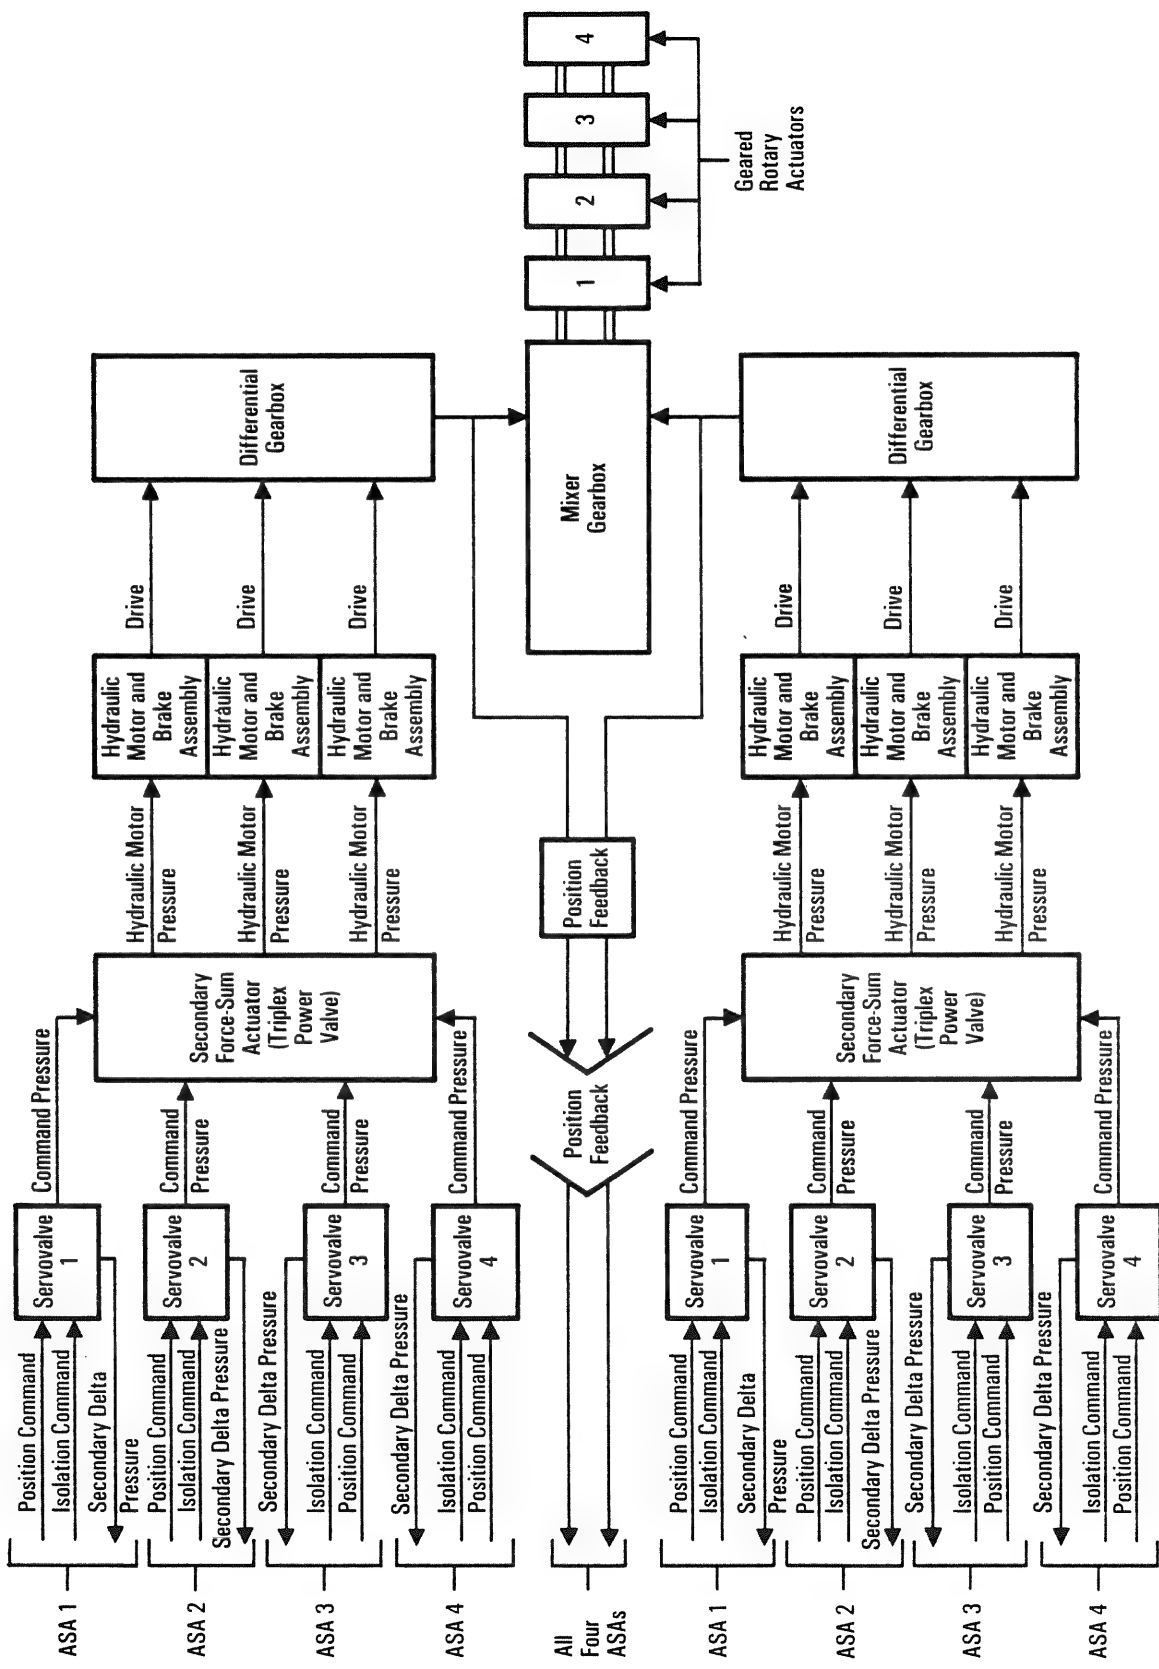 ASA 1
Position Command
Isolation Command
Secondary Delta
Pressure
Servovalve
1
Command Pressure
ASA 2
Position Command
Isolation Command
Secondary Delta Pressure
Servovalve
2
Command
Pressure
ASA 3
Secondary Delta Pressure
Isolation Command
Position Command
Servovalve
3
Command
Pressure
ASA 4
Secondary Delta Pressure
Isolation Command
Position Command
Servovalve
4
Command Pressure
Secondary
Force-Sum
Actuator
(Triplex
Power
Valve)
Hydraulic Motor
Pressure
Hydraulic Motor
Pressure
Hydraulic Motor
Pressure
Hydraulic
Motor and
Brake
Assembly
Hydraulic
Motor and
Brake
Assembly
Hydraulic
Motor and
Brake
Assembly
Drive
Drive
Drive
Differential
Gearbox
All
Four
ASAs
Position
Feedback
Position
Feedback
Mixer
Gearbox
1
2
3
4
Geared
Rotary
Actuators
ASA 1
Position Command
Isolation Command
Secondary Delta
Pressure
Servovalve
1
Command Pressure
ASA 2
Position Command
Isolation Command
Secondary Delta Pressure
Servovalve
2
Command
Pressure
ASA 3
Secondary Delta Pressure
Isolation Command
Position Command
Servovalve
3
Command
Pressure
ASA 4
Secondary Delta Pressure
Isolation Command
Position Command
Servovalve
4
Command Pressure
Secondary
Force-Sum
Actuator
(Triplex
Power
Valve)
Hydraulic Motor
Pressure
Hydraulic Motor
Pressure
Hydraulic Motor
Pressure
Hydraulic
Motor and
Brake
Assembly
Hydraulic
Motor and
Brake
Assembly
Hydraulic
Motor and
Brake
Assembly
Drive
Drive
Drive
Differential
Gearbox